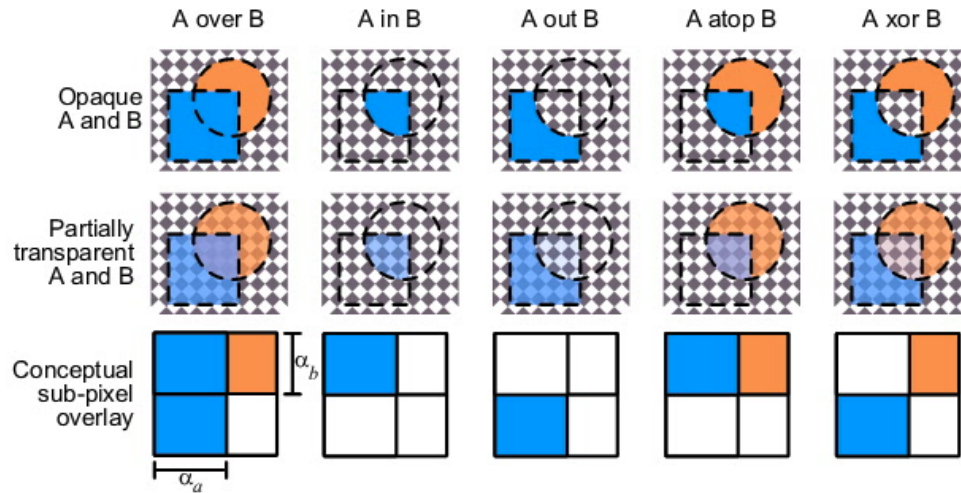 A over B
A in B
A out B
A atop B
A xor B
Opaque
A and B
Partially
transparent
A and B
Conceptual
sub-pixel
overlay
α_b
α_a